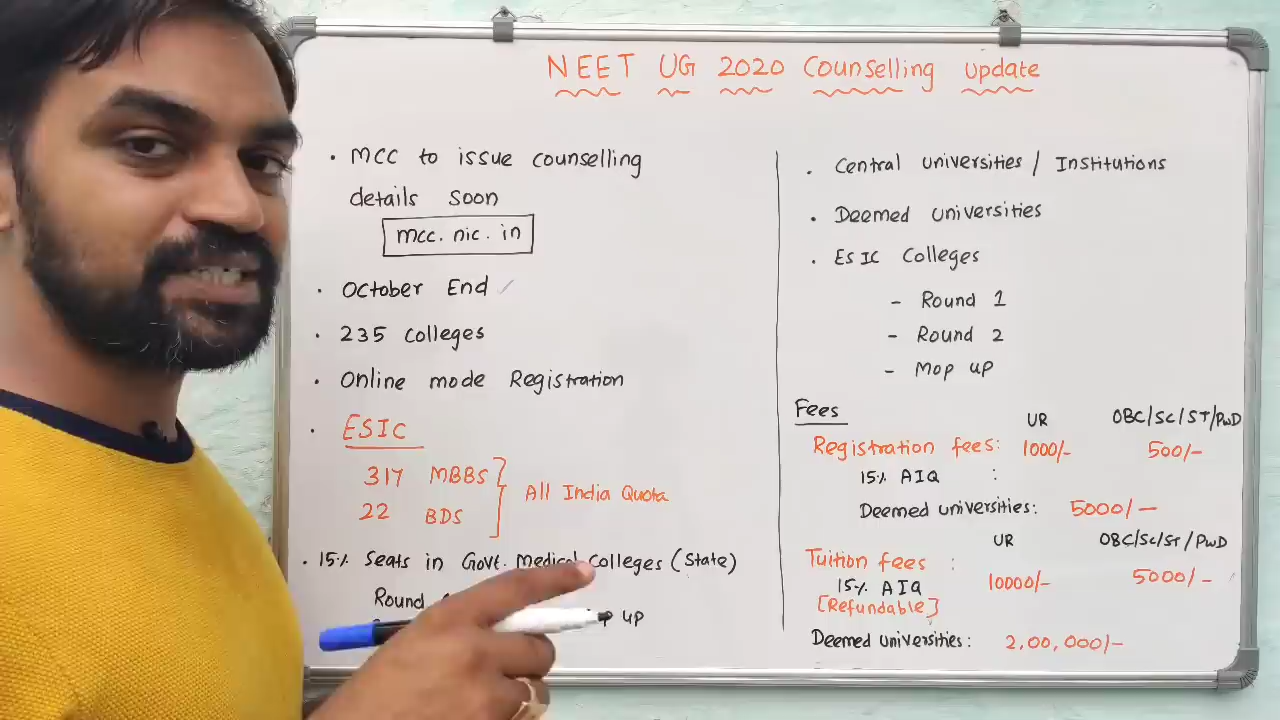 NEET UG 2020 Counselling update
• MCC to issue counselling
details soon
mcc.nic.in
• October End
• 235 Colleges
• Online mode Registration
• ESIC
317 MBBS
22 BDS
All India Quota
• 15% Seats in Govt. Medical Colleges (State)
Round
up
• Central universities / Institutions
• Deemed universities
• ESIC Colleges
- Round 1
- Round 2
- Mop up
Fees
UR OBC/SC/ST/PwD
Registration fees: 1000/- 500/-
15% AIQ :
Deemed universities: 5000/-
UR OBC/SC/ST/PwD
Tuition fees :
15% AIQ 10000/- 5000/-
[Refundable]
Deemed universities: 2,00,000/-